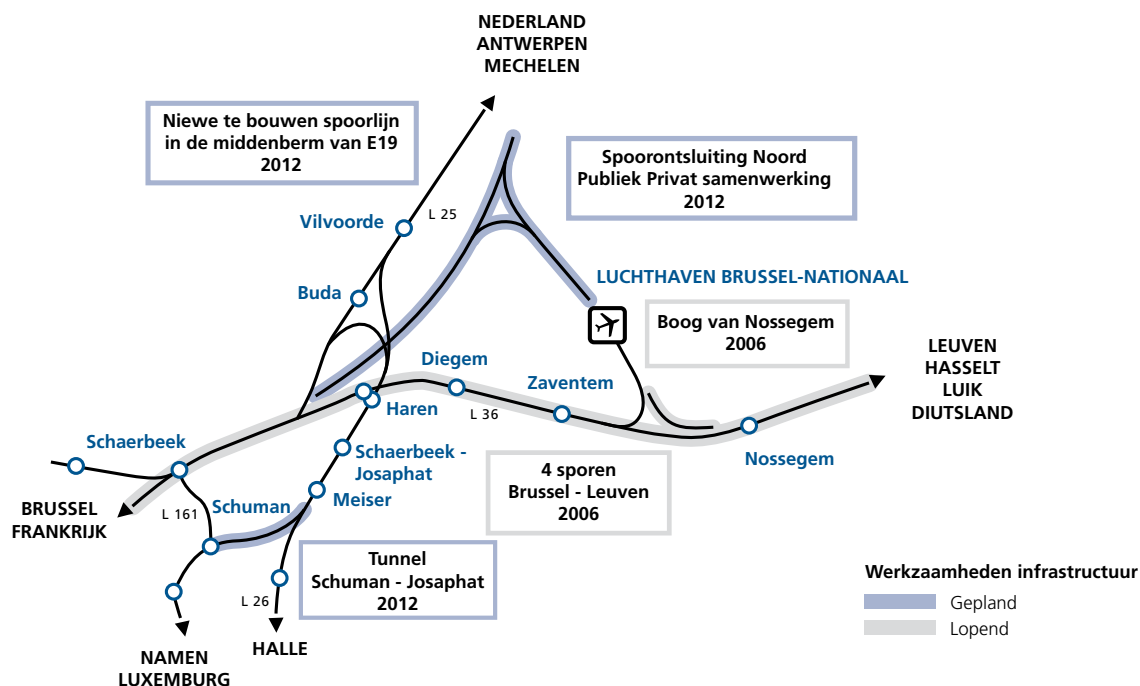 NEDERLAND
ANTWERPEN
MECHELEN
Niewe te bouwen spoorlijn
in de middenberm van E19
2012
Spoorontsluiting Noord
Publiek Privat samenwerking
2012
Vilvoorde
L 25
LUCHTHAVEN BRUSSEL-NATIONAAL
Buda
Boog van Nossegem
2006
LEUVEN
HASSELT
LUIK
DIUTSLAND
Diegem
Zaventem
Haren
L 36
Schaerbeek
Schaerbeek -
Josaphat
Nossegem
4 sporen
Brussel - Leuven
2006
Meiser
Schuman
BRUSSEL
FRANKRIJK
L 161
Tunnel
Schuman - Josaphat
2012
L 26
HALLE
NAMEN
LUXEMBURG
Werkzaamheden infrastructuur
Gepland
Lopend